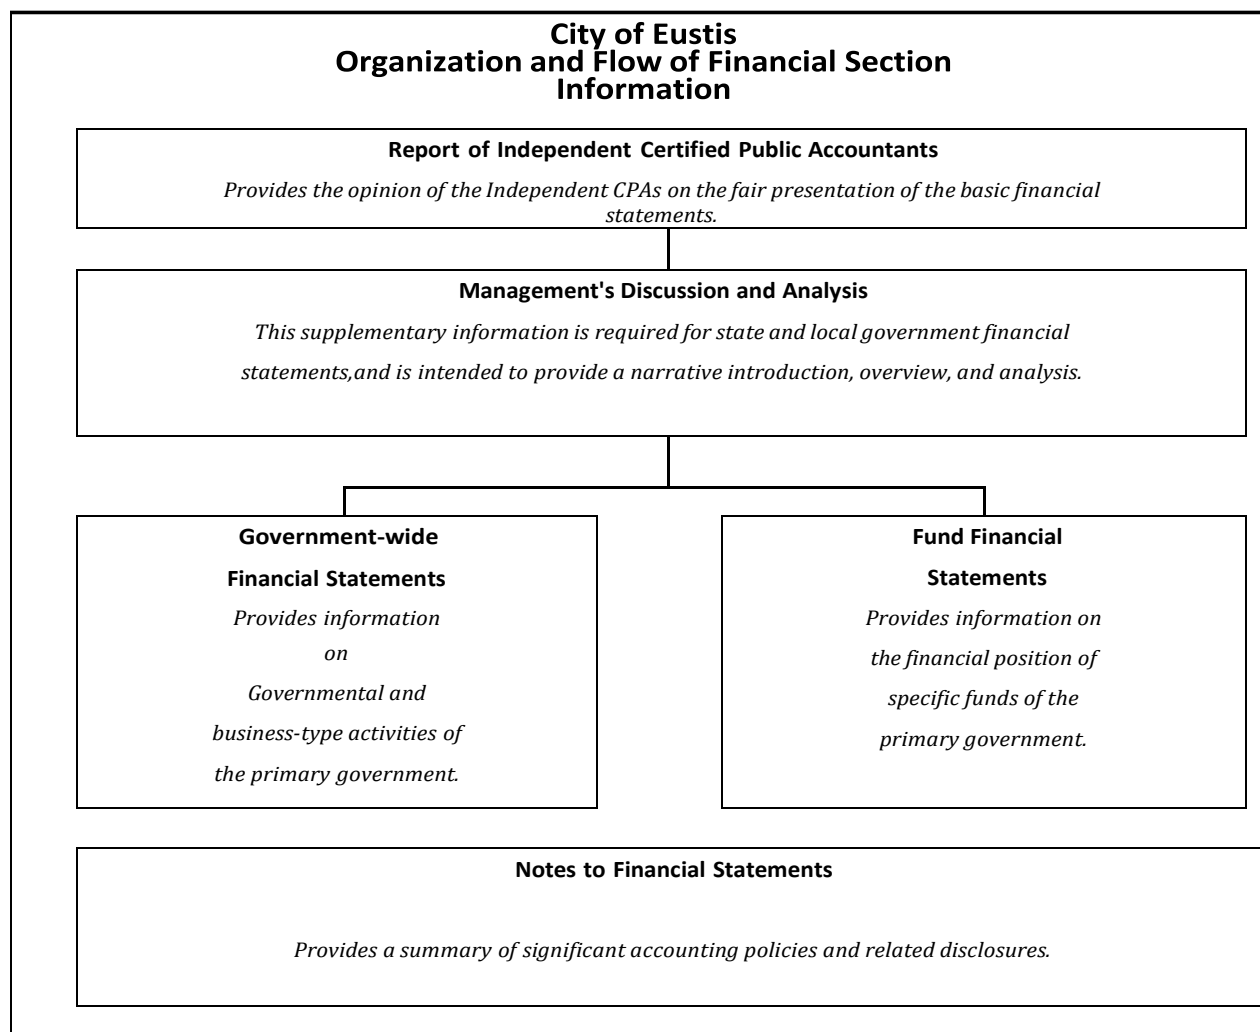 City of Eustis
Organization and Flow of Financial Section
Information
Report of Independent Certified Public Accountants
Provides the opinion of the Independent CPAs on the fair presentation of the basic financial
statements.
Management's Discussion and Analysis
This supplementary information is required for state and local government financial
statements,and is intended to provide a narrative introduction, overview, and analysis.
Government-wide
Financial Statements
Provides information
on
Governmental and
business-type activities of
the primary government.
Fund Financial
Statements
Provides information on
the financial position of
specific funds of the
primary government.
Notes to Financial Statements
Provides a summary of significant accounting policies and related disclosures.